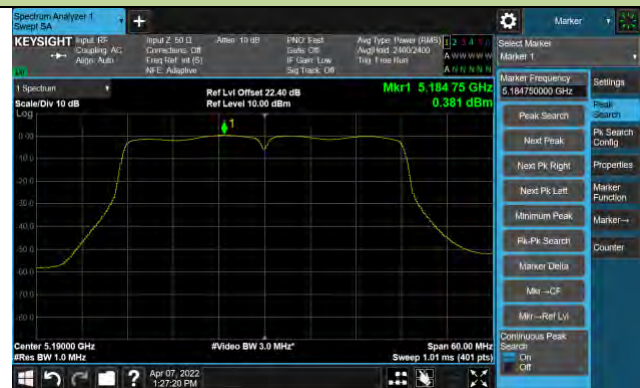 Spectrum Analyzer 1
Swept SA
Marker
KEYSIGHT
Input: RF
Coupling: AC
Align: Auto
Input Z: 50 Ω
Corrections: Off
Freq Ref: Int (S)
NFE: Adaptive
Atten: 10 dB
PNO: Fast
Gate: Off
IF Gain: Low
Sig Track: Off
Avg Type: Power (RMS)
Avg|Hold: 2400/2400
Trig: Free Run
1 2 3 4 5 6
A W W W W W
A N N N N N
Select Marker
Marker 1
1 Spectrum
Scale/Div 10 dB
Log
Ref Lvl Offset 22.40 dB
Ref Level 10.00 dBm
Mkr1 5.184 75 GHz
0.381 dBm
Marker Frequency
5.184750000 GHz
Settings
Peak Search
Peak
Search
Next Peak
Pk Search
Config
Next Pk Right
Properties
Next Pk Left
Marker
Function
Minimum Peak
Marker→
Pk-Pk Search
Counter
Marker Delta
Mkr→CF
Mkr→Ref Lvl
Continuous Peak
Search
On
Off
1
0.00
-10.0
-20.0
-30.0
-40.0
-50.0
-60.0
-70.0
-80.0
Center 5.19000 GHz
#Res BW 1.0 MHz
#Video BW 3.0 MHz*
Span 60.00 MHz
Sweep 1.01 ms (401 pts)
Apr 07, 2022
1:27:20 PM